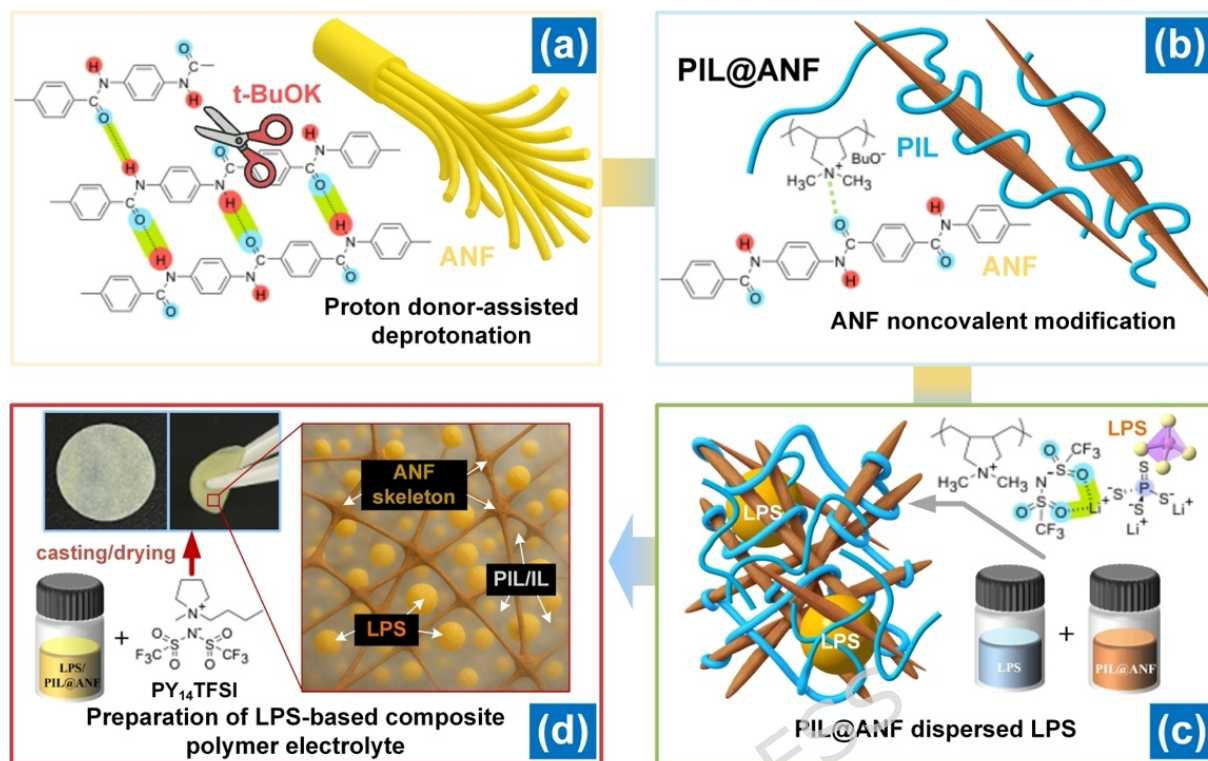 (a)
t-BuOK
ANF
Proton donor-assisted
deprotonation
(b)
PIL@ANF
PIL
BuO⁻
N⁺
H₃C
CH₃
ANF
ANF noncovalent modification
(c)
LPS
LPS
LPS
N⁺
H₃C
CH₃
CF₃
CF₃
Li⁺
Li⁺
Li⁺
LPS
+
PIL@ANF
PIL@ANF dispersed LPS
(d)
casting/drying
ANF
skeleton
PIL/IL
LPS
LPS/
PIL@ANF
+
N⁺
F₃C
CF₃
PY₁₄TFSI
Preparation of LPS-based composite
polymer electrolyte